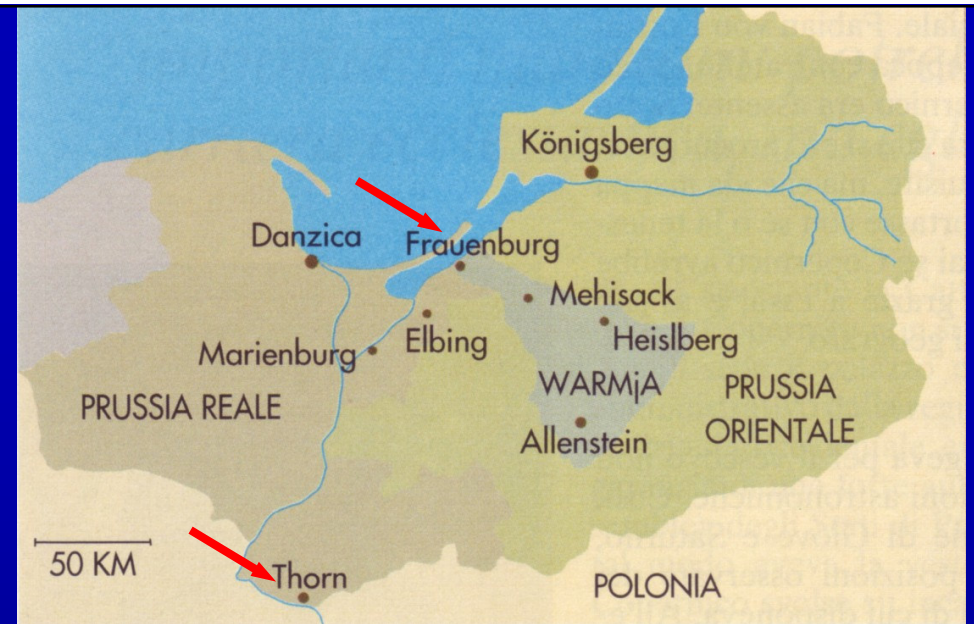 Königsberg
Danzica
Frauenburg
Mehisack
Elbing
Heislberg
Marienburg
WARMjA
PRUSSIA REALE
PRUSSIA
ORIENTALE
Allenstein
50 KM
Thorn
POLONIA